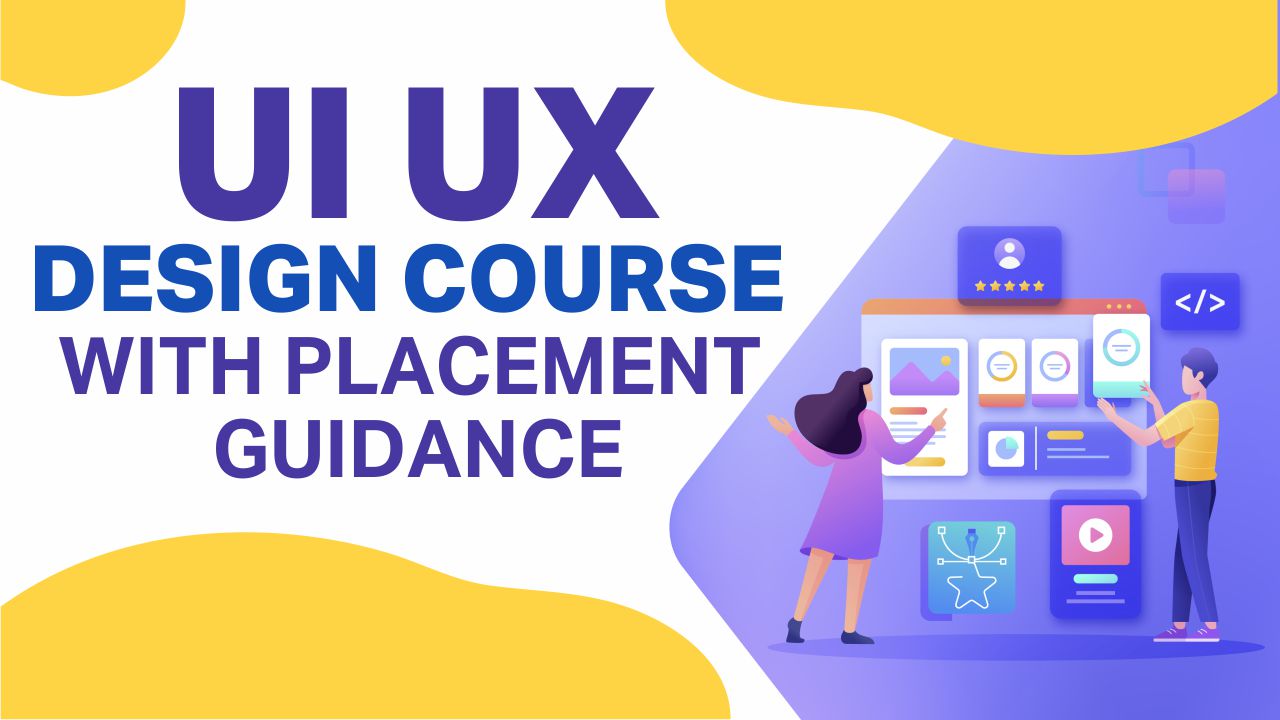 UI UX
DESIGN COURSE
WITH PLACEMENT
GUIDANCE
</>